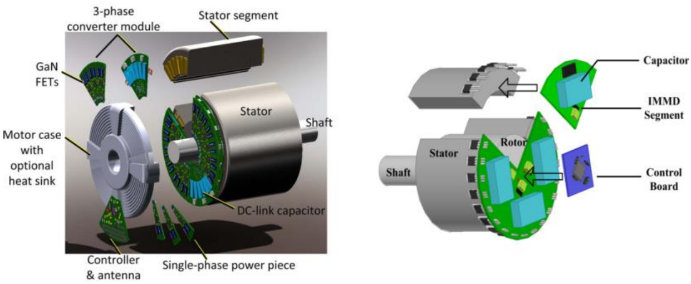 3-phase
converter module
Stator segment
GaN
FETs
Stator
Shaft
Motor case
with
optional
heat sink
DC-link capacitor
Controller
& antenna
Single-phase power piece
Capacitor
IMMD
Segment
Rotor
Stator
Shaft
Control
Board